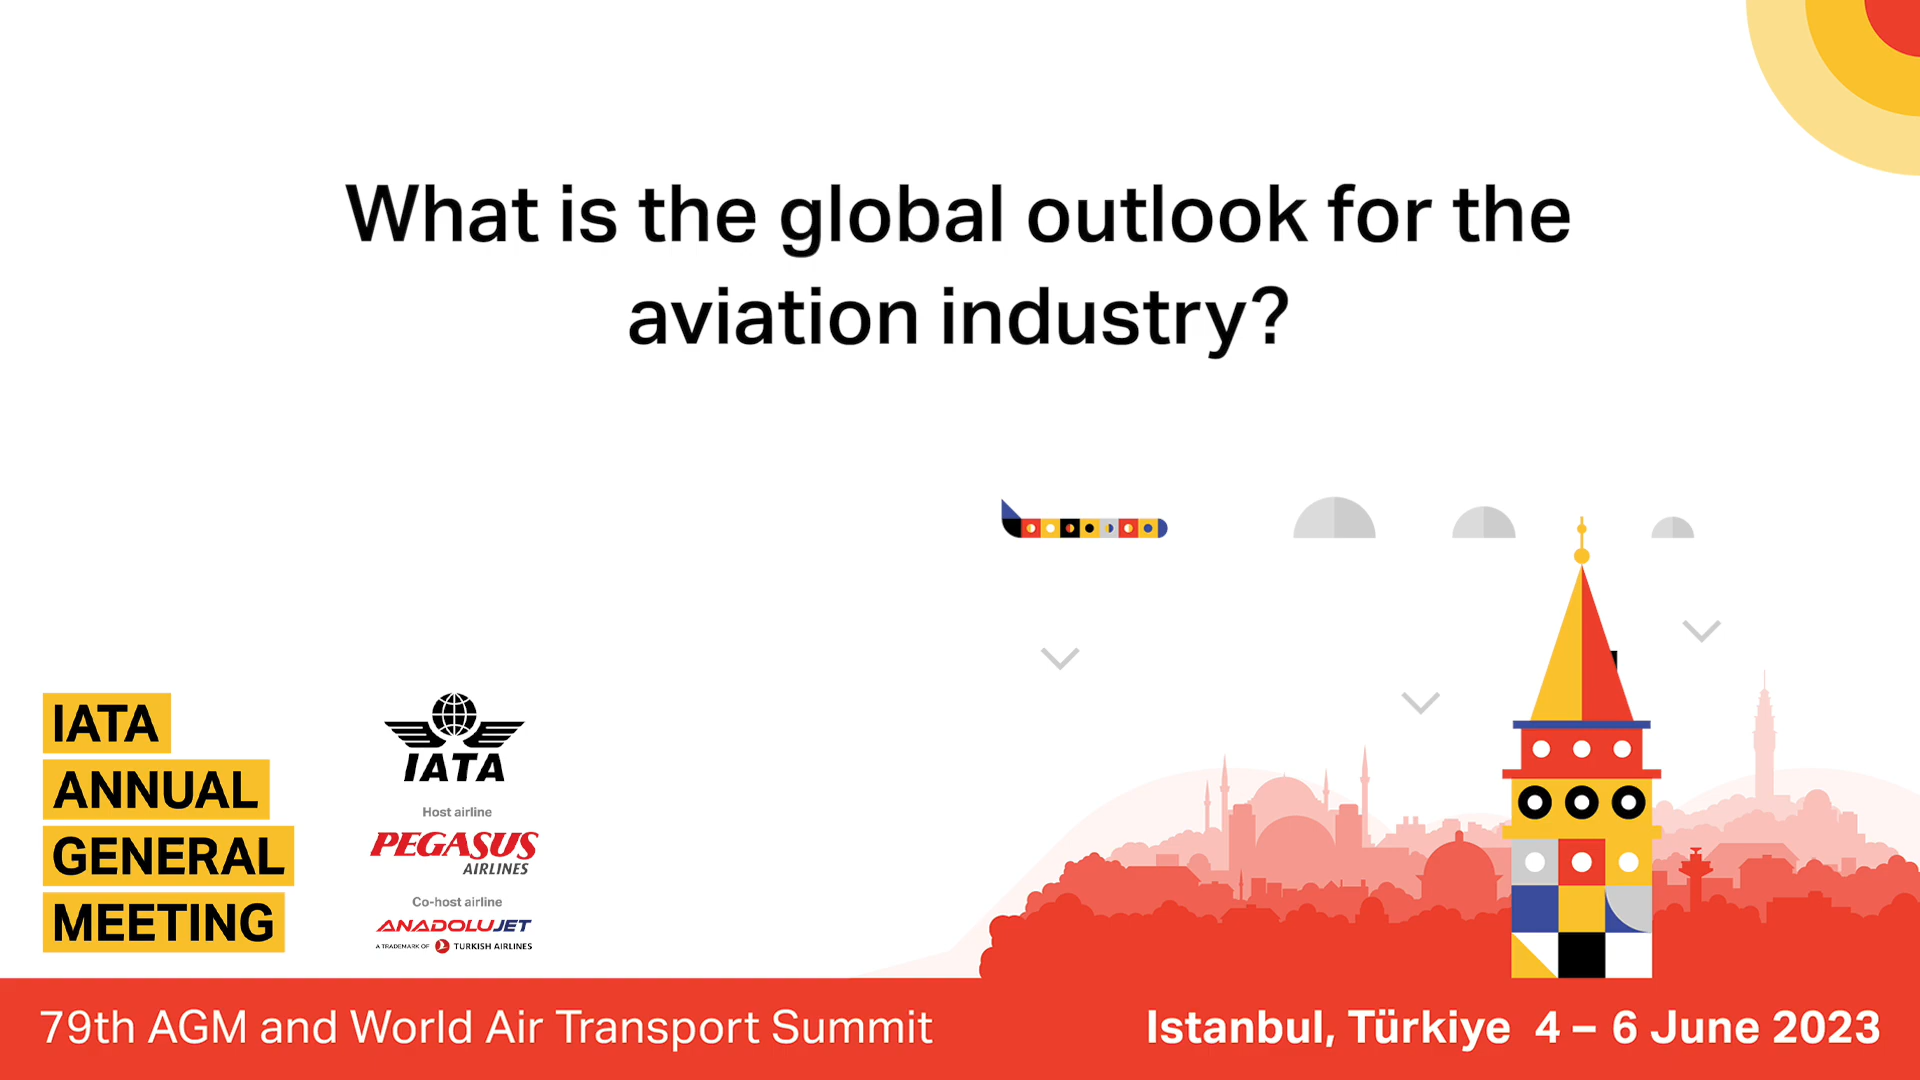 What is the global outlook for the
aviation industry?
IATA
ANNUAL
GENERAL
MEETING
IATA
Host airline
PEGASUS
AIRLINES
Co-host airline
ANADOLUJET
A TRADEMARK OF TURKISH AIRLINES
79th AGM and World Air Transport Summit
Istanbul, Türkiye 4 – 6 June 2023